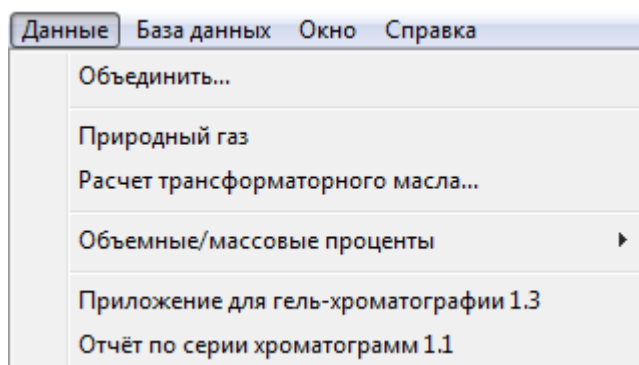 Данные База данных Окно Справка
Объединить...
Природный газ
Расчет трансформаторного масла...
Объемные/массовые проценты
Приложение для гель-хроматографии 1.3
Отчёт по серии хроматограмм 1.1